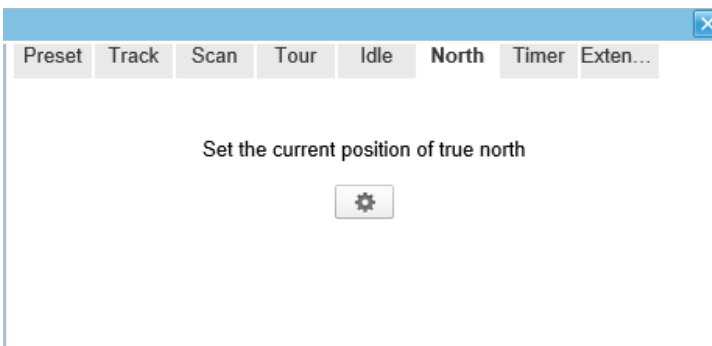 Preset Track Scan Tour Idle North Timer Exten...
Set the current position of true north